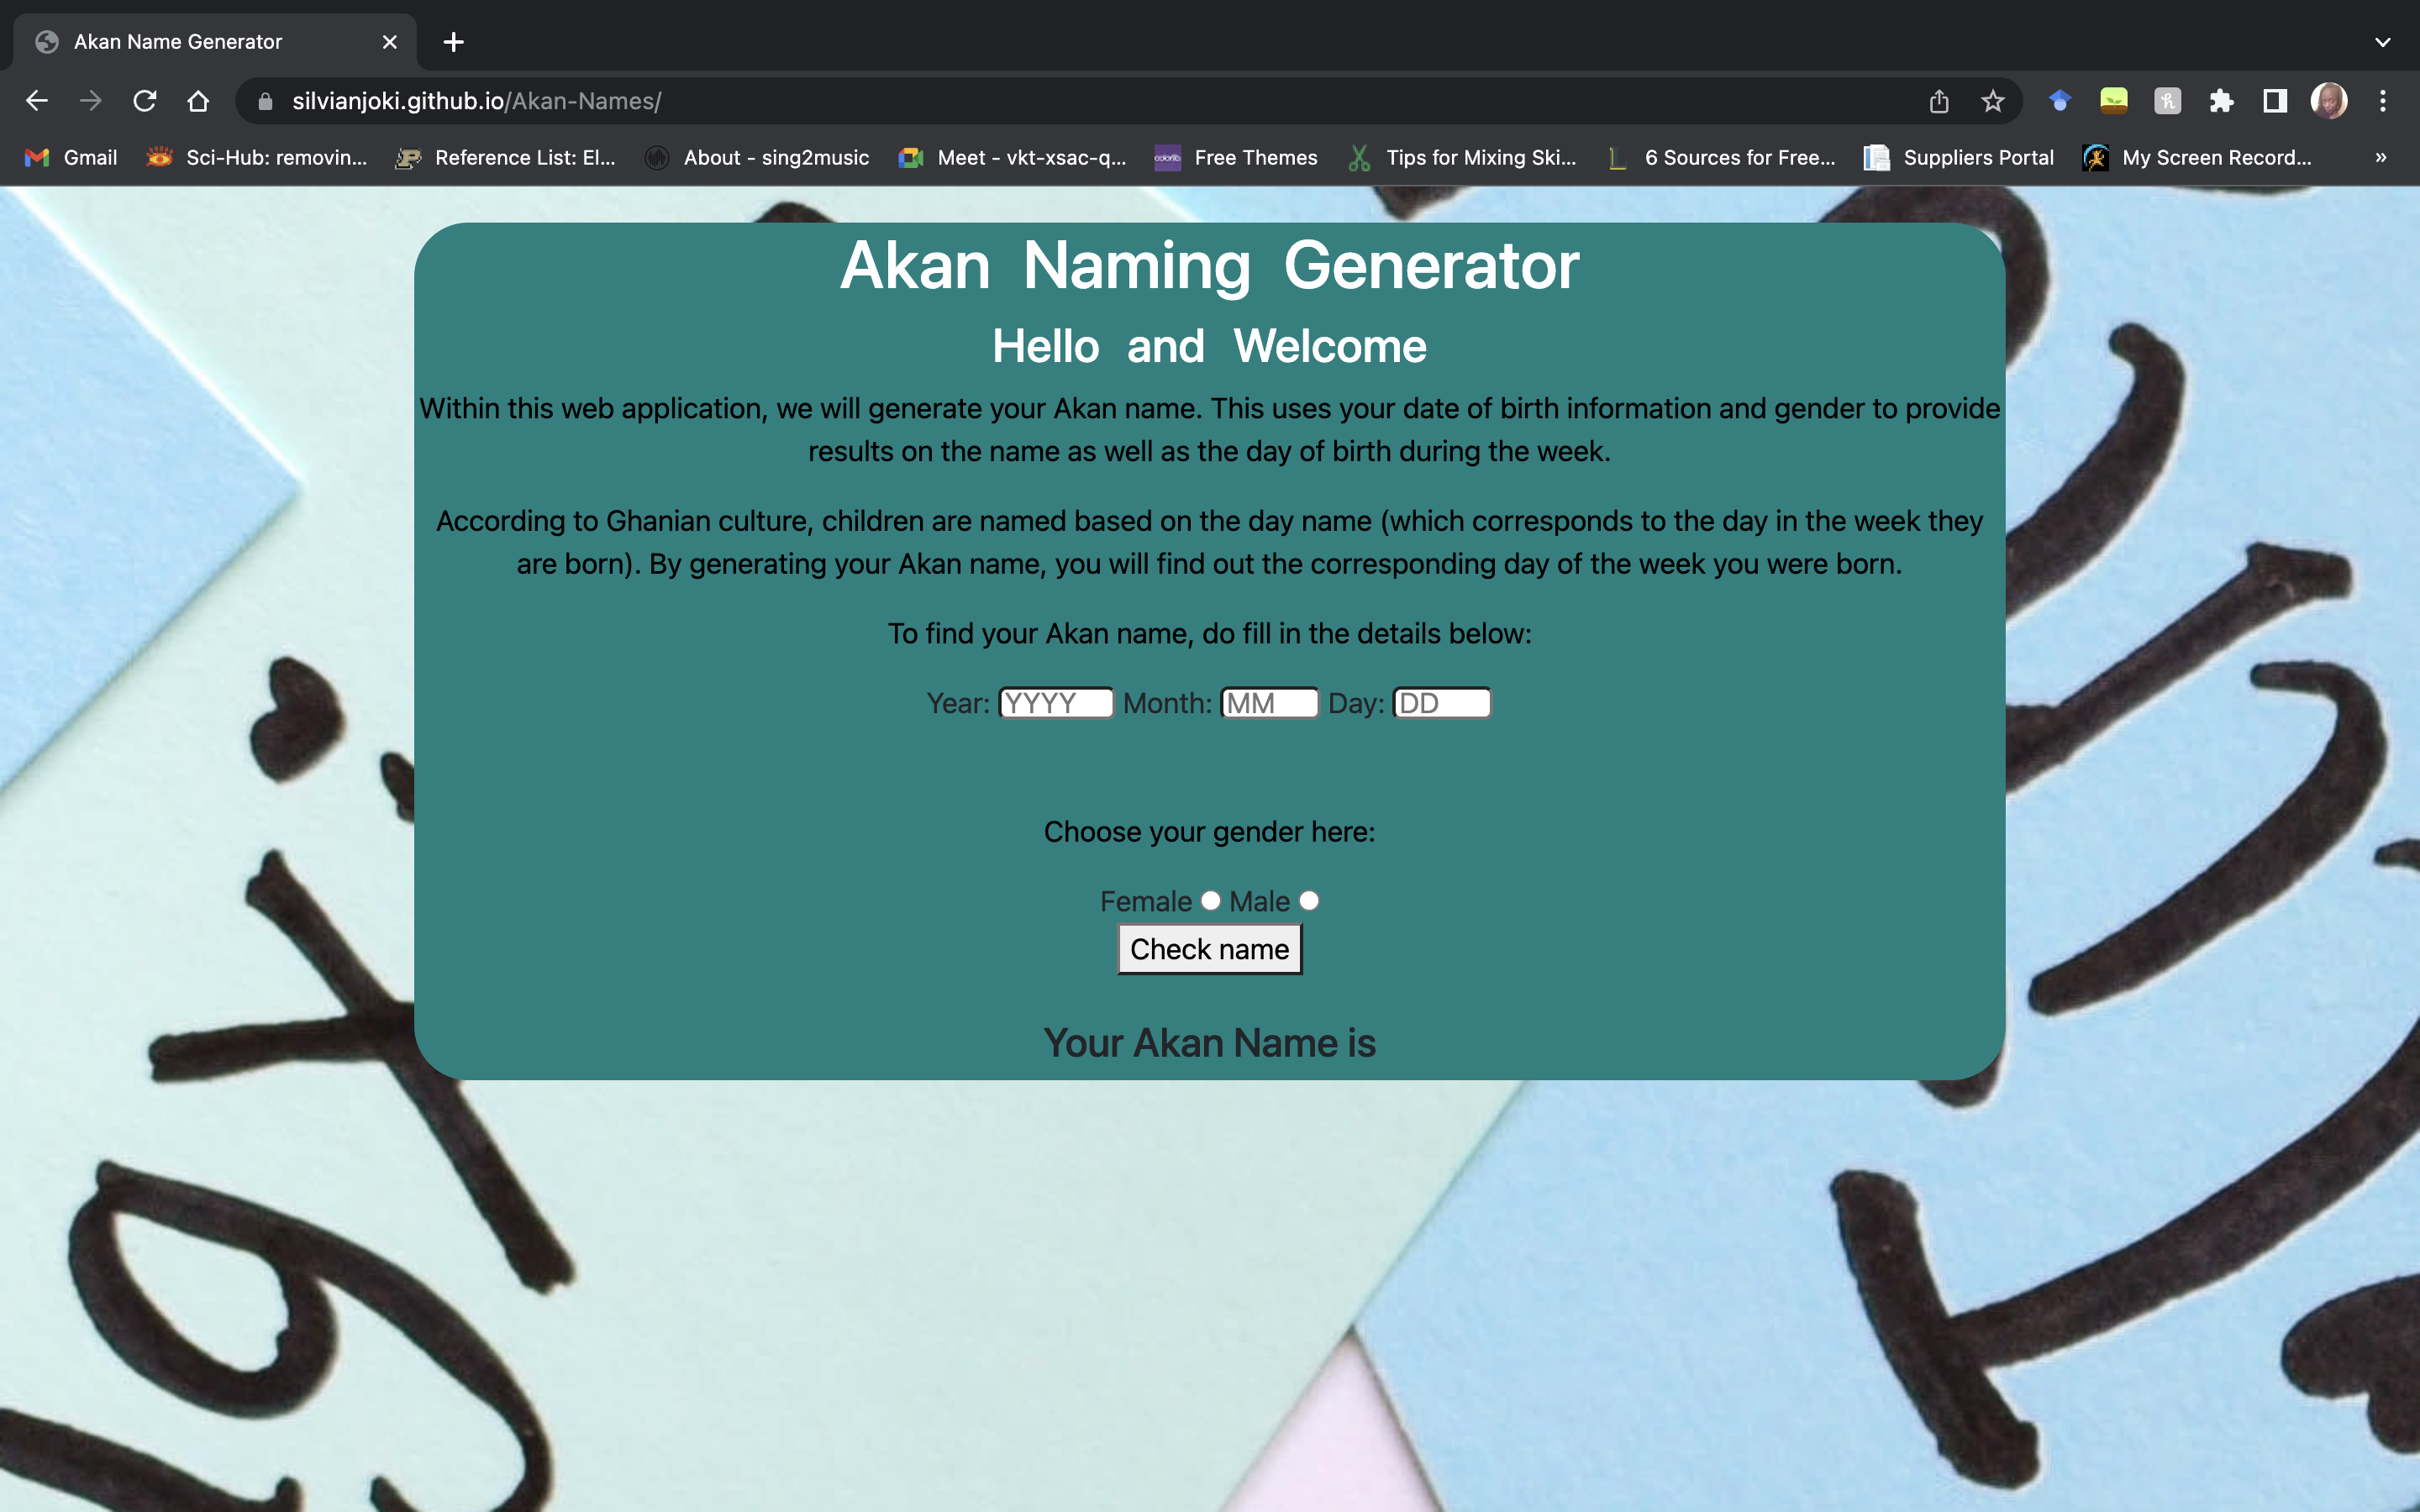 Akan Name Generator
silvianjoki.github.io/Akan-Names/
Gmail
Sci-Hub: removin...
Reference List: El...
About - sing2music
Meet - vkt-xsac-q...
Free Themes
Tips for Mixing Ski...
6 Sources for Free...
Suppliers Portal
My Screen Record...
»
Akan Naming Generator
Hello and Welcome
Within this web application, we will generate your Akan name. This uses your date of birth information and gender to provide
results on the name as well as the day of birth during the week.
According to Ghanian culture, children are named based on the day name (which corresponds to the day in the week they
are born). By generating your Akan name, you will find out the corresponding day of the week you were born.
To find your Akan name, do fill in the details below:
Year: YYYY Month: MM Day: DD
Choose your gender here:
Female Male
Check name
Your Akan Name is